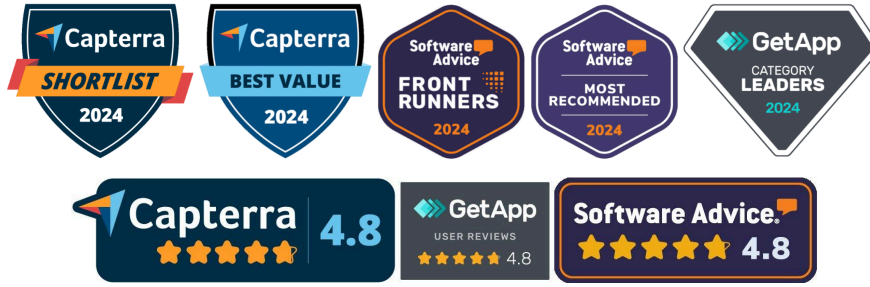 Capterra
SHORTLIST
2024
Capterra
BEST VALUE
2024
Software
Advice
FRONT
RUNNERS
2024
Software
Advice
MOST
RECOMMENDED
2024
GetApp
CATEGORY
LEADERS
2024
Capterra
4.8
GetApp
USER REVIEWS
4.8
Software Advice.
4.8